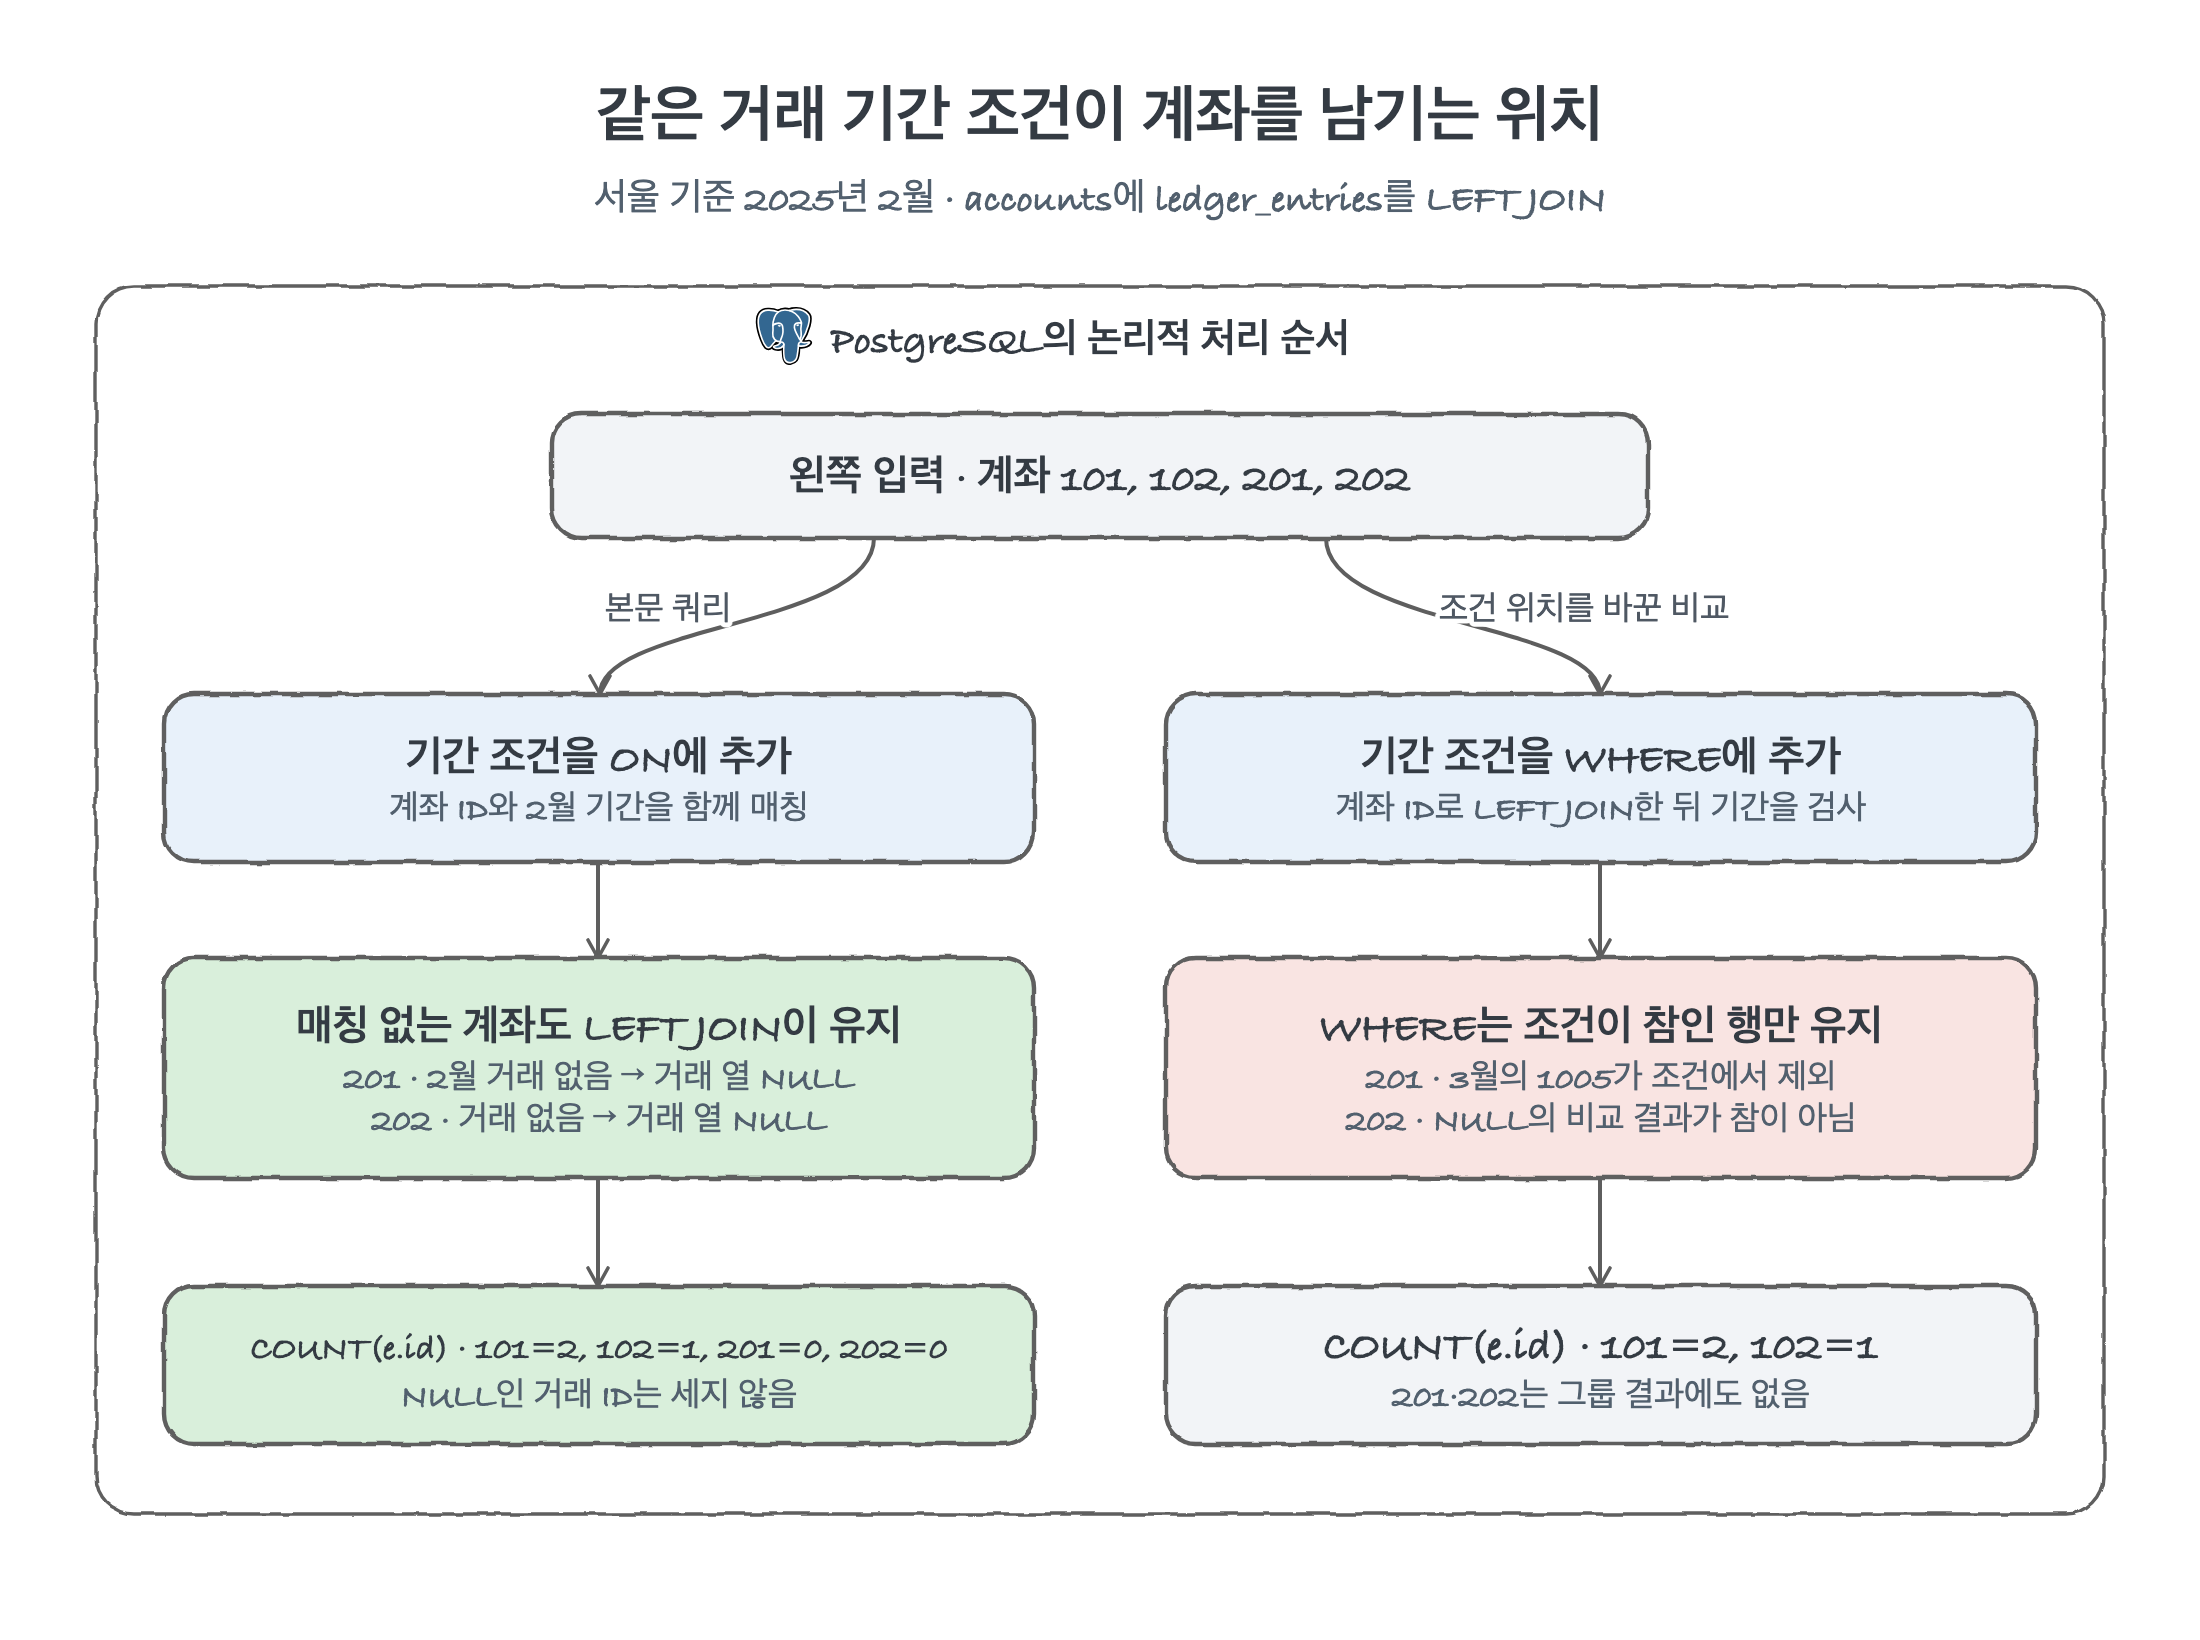 같은 거래 기간 조건이 계좌를 남기는 위치
서울 기준 2025년 2월 · accounts에 ledger_entries를 LEFT JOIN
PostgreSQL의 논리적 처리 순서
왼쪽 입력 · 계좌 101, 102, 201, 202
본문 쿼리
조건 위치를 바꾼 비교
기간 조건을 ON에 추가
계좌 ID와 2월 기간을 함께 매칭
기간 조건을 WHERE에 추가
계좌 ID로 LEFT JOIN한 뒤 기간을 검사
매칭 없는 계좌도 LEFT JOIN이 유지
201 · 2월 거래 없음 → 거래 열 NULL
202 · 거래 없음 → 거래 열 NULL
WHERE는 조건이 참인 행만 유지
201 · 3월의 1005가 조건에서 제외
202 · NULL의 비교 결과가 참이 아님
COUNT(e.id) · 101=2, 102=1, 201=0, 202=0
NULL인 거래 ID는 세지 않음
COUNT(e.id) · 101=2, 102=1
201·202는 그룹 결과에도 없음